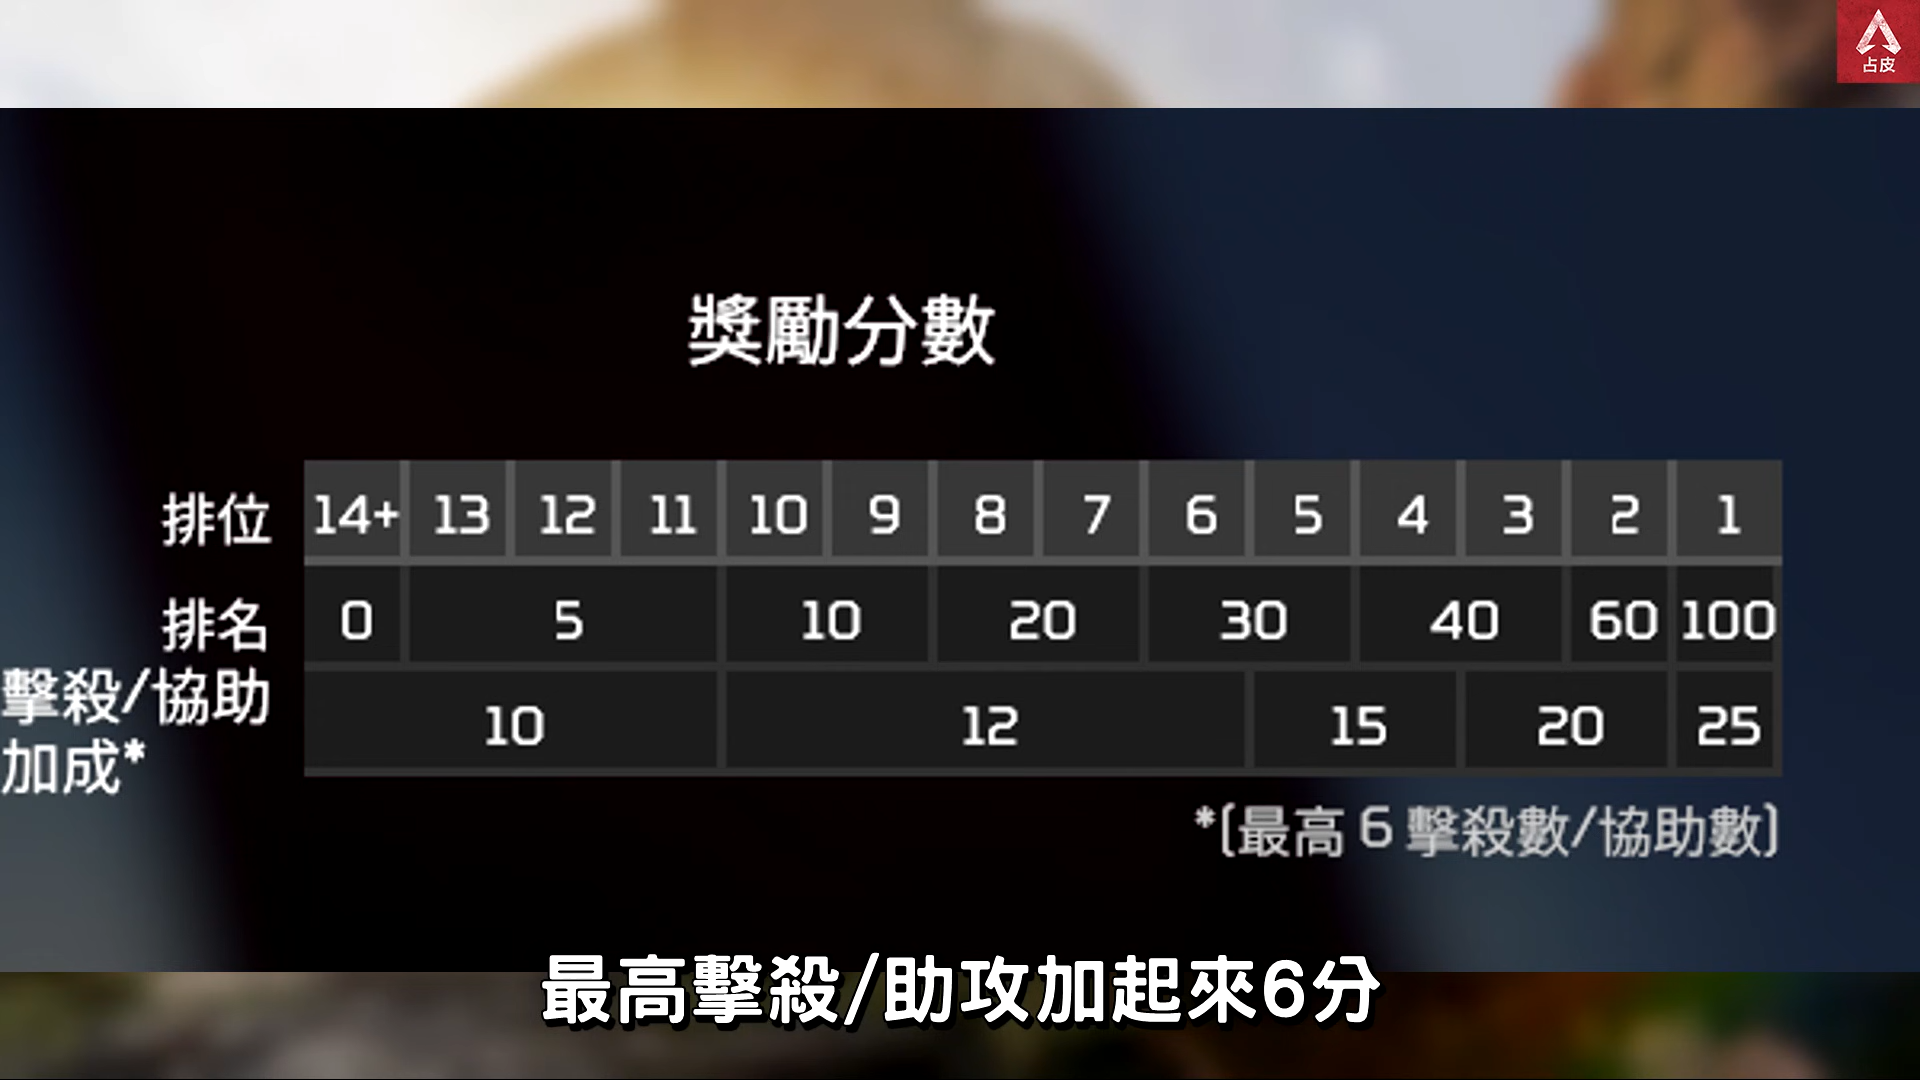 占皮
獎勵分數
排位 14+ 13 12 11 10 9 8 7 6 5 4 3 2 1
排名 0 5 10 20 30 40 60 100
擊殺/協助
加成* 10 12 15 20 25
*(最高 6 擊殺數/協助數)
最高擊殺/助攻加起來6分